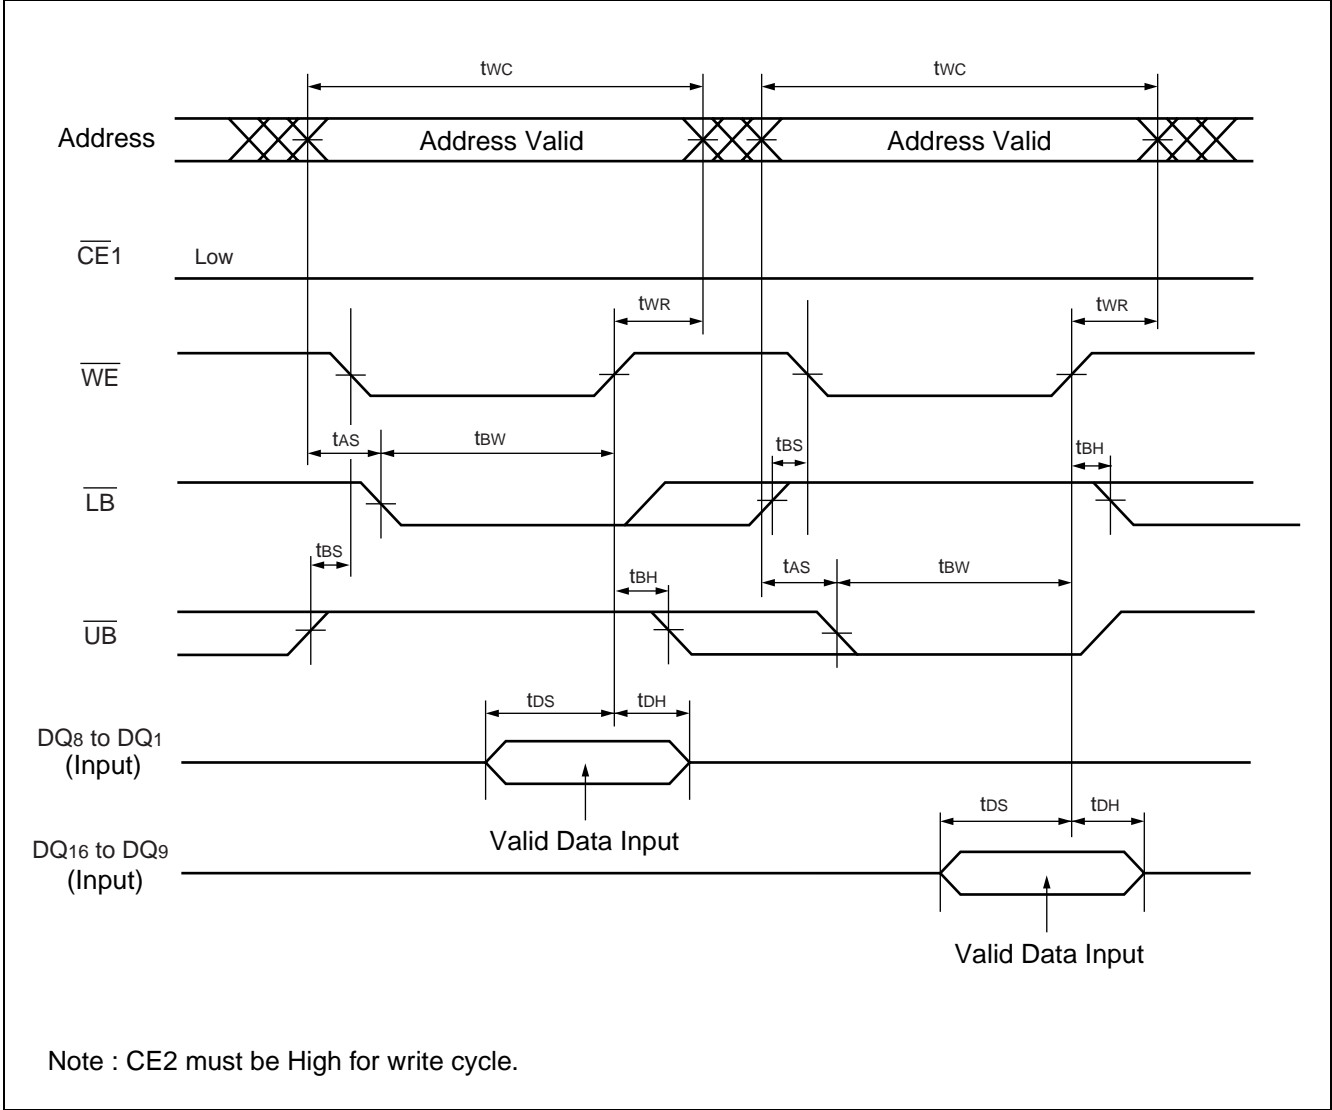 tWC
tWC
Address
Address Valid
Address Valid
CE1
Low
tWR
tWR
WE
tAS
tBW
tBS
tBH
LB
tBS
tBH
tAS
tBW
UB
tDS
tDH
DQ8 to DQ1
(Input)
tDS
tDH
Valid Data Input
DQ16 to DQ9
(Input)
Valid Data Input
Note : CE2 must be High for write cycle.